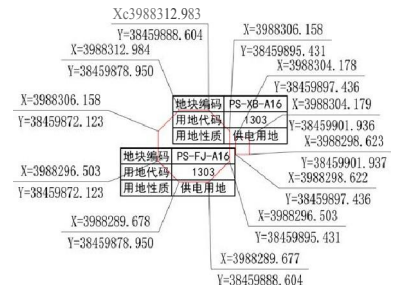 Xc3988312.983
Y=38459888.604
X=3988306.158
Y=38459895.431
X=3988312.984
Y=38459878.950
X=3988304.178
Y=38459897.436
X=3988306.158
Y=38459872.123
X=3988304.179
Y=38459901.936
地块编码 PS-XB-A16
用地代码 1303
用地性质 供电用地
X=3988298.623
Y=38459901.937
地块编码 PS-FJ-A16
用地代码 1303
用地性质 供电用地
X=3988296.503
Y=38459872.123
X=3988298.622
Y=38459897.436
X=3988296.503
Y=38459895.431
X=3988289.678
Y=38459878.950
X=3988289.677
Y=38459888.604